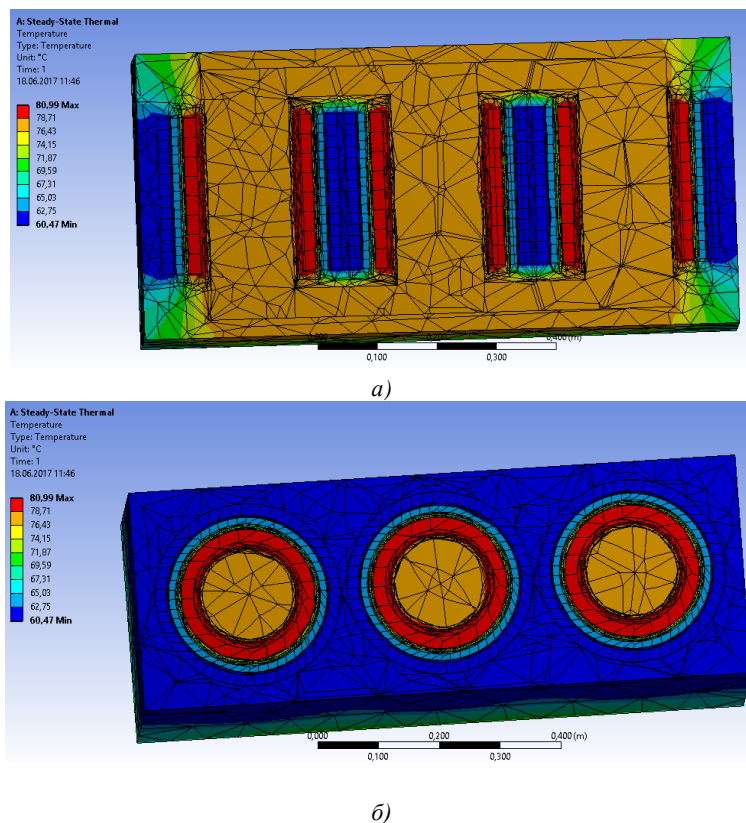 A: Steady-State Thermal
Temperature
Type: Temperature
Unit: °C
Time: 1
18.06.2017 11:46
80,99 Max
78,71
76,43
74,15
71,87
69,59
67,31
65,03
62,75
60,47 Min
0,400 (m)
0,100
0,300
а)
A: Steady-State Thermal
Temperature
Type: Temperature
Unit: °C
Time: 1
18.06.2017 11:46
80,99 Max
78,71
76,43
74,15
71,87
69,59
67,31
65,03
62,75
60,47 Min
0,000 0,200 0,400 (m)
0,100 0,300
б)